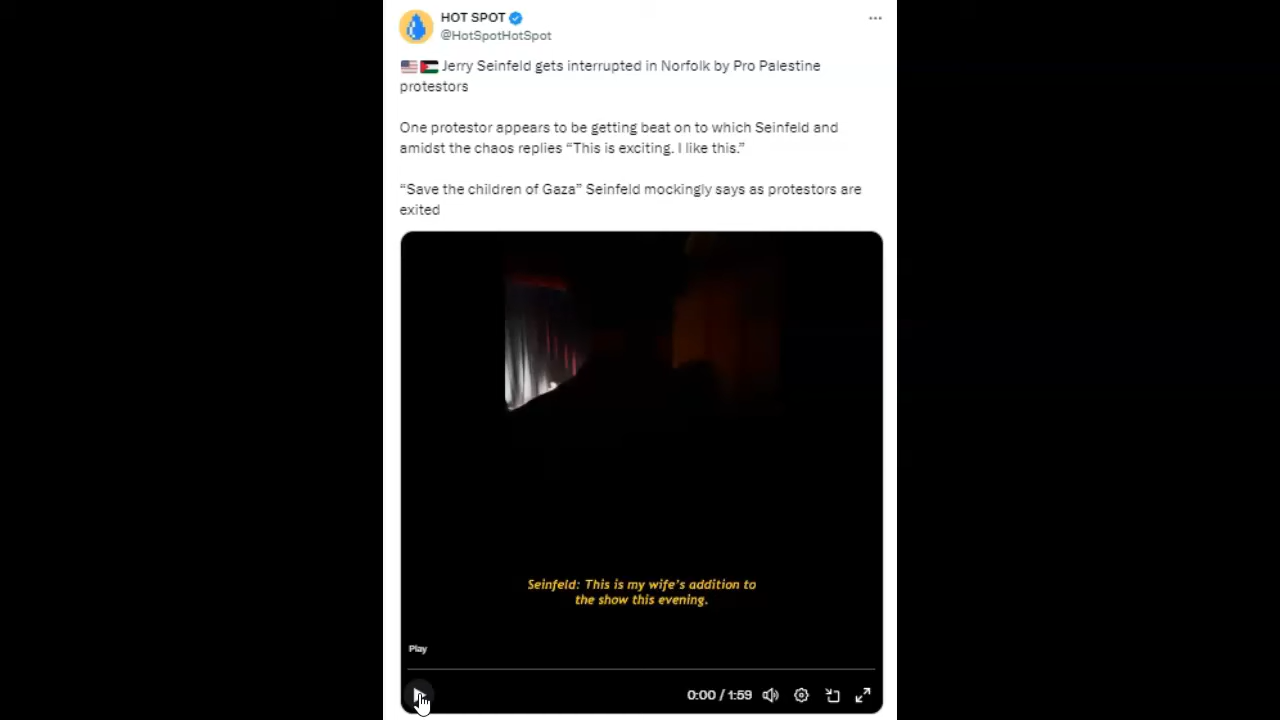 HOT SPOT
@HotSpotHotSpot
🇺🇸🇵🇸 Jerry Seinfeld gets interrupted in Norfolk by Pro Palestine
protestors
One protestor appears to be getting beat on to which Seinfeld and
amidst the chaos replies “This is exciting. I like this.”
“Save the children of Gaza” Seinfeld mockingly says as protestors are
exited
Seinfeld: This is my wife's addition to
the show this evening.
Play
0:00 / 1:59